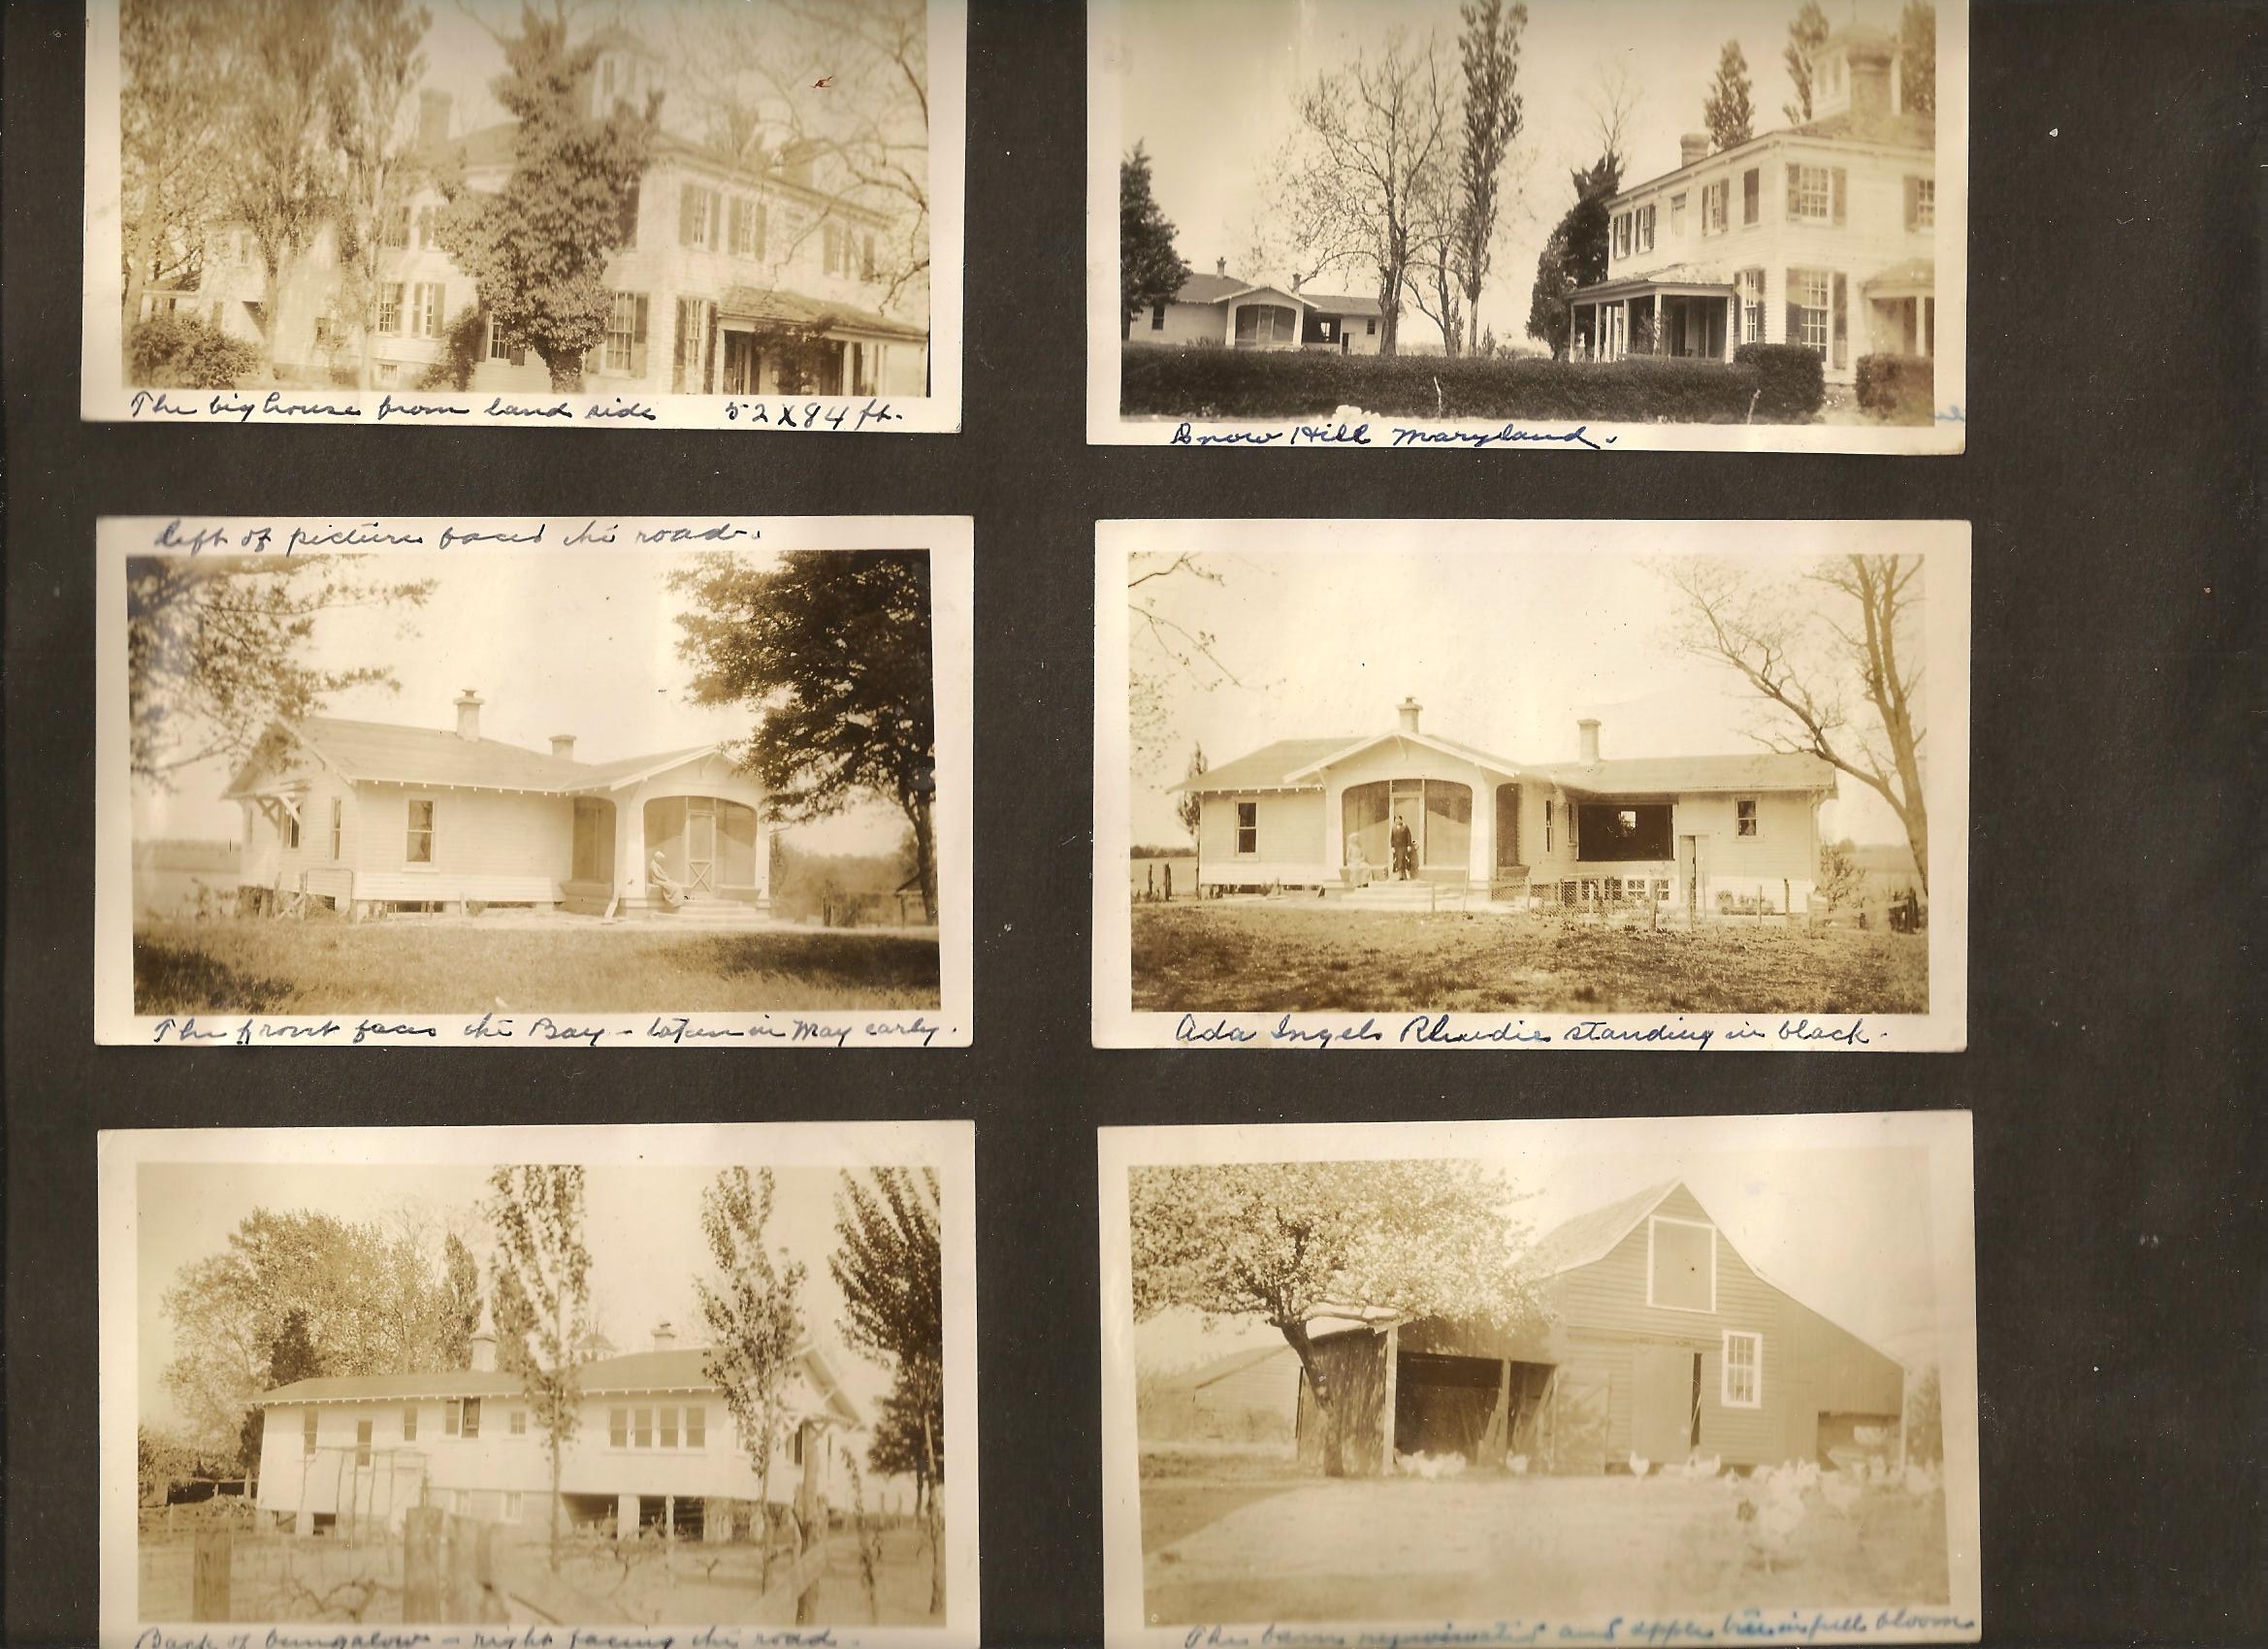 The big house from land side 52 X 84 ft.
Snow Hill Maryland.
Left of picture faces the road.
The front faces the Bay - taken in May early.
Ada Ingels Rhudie standing in black.
Back of bungalow - right facing the road.
The barn and apple tree in full bloom